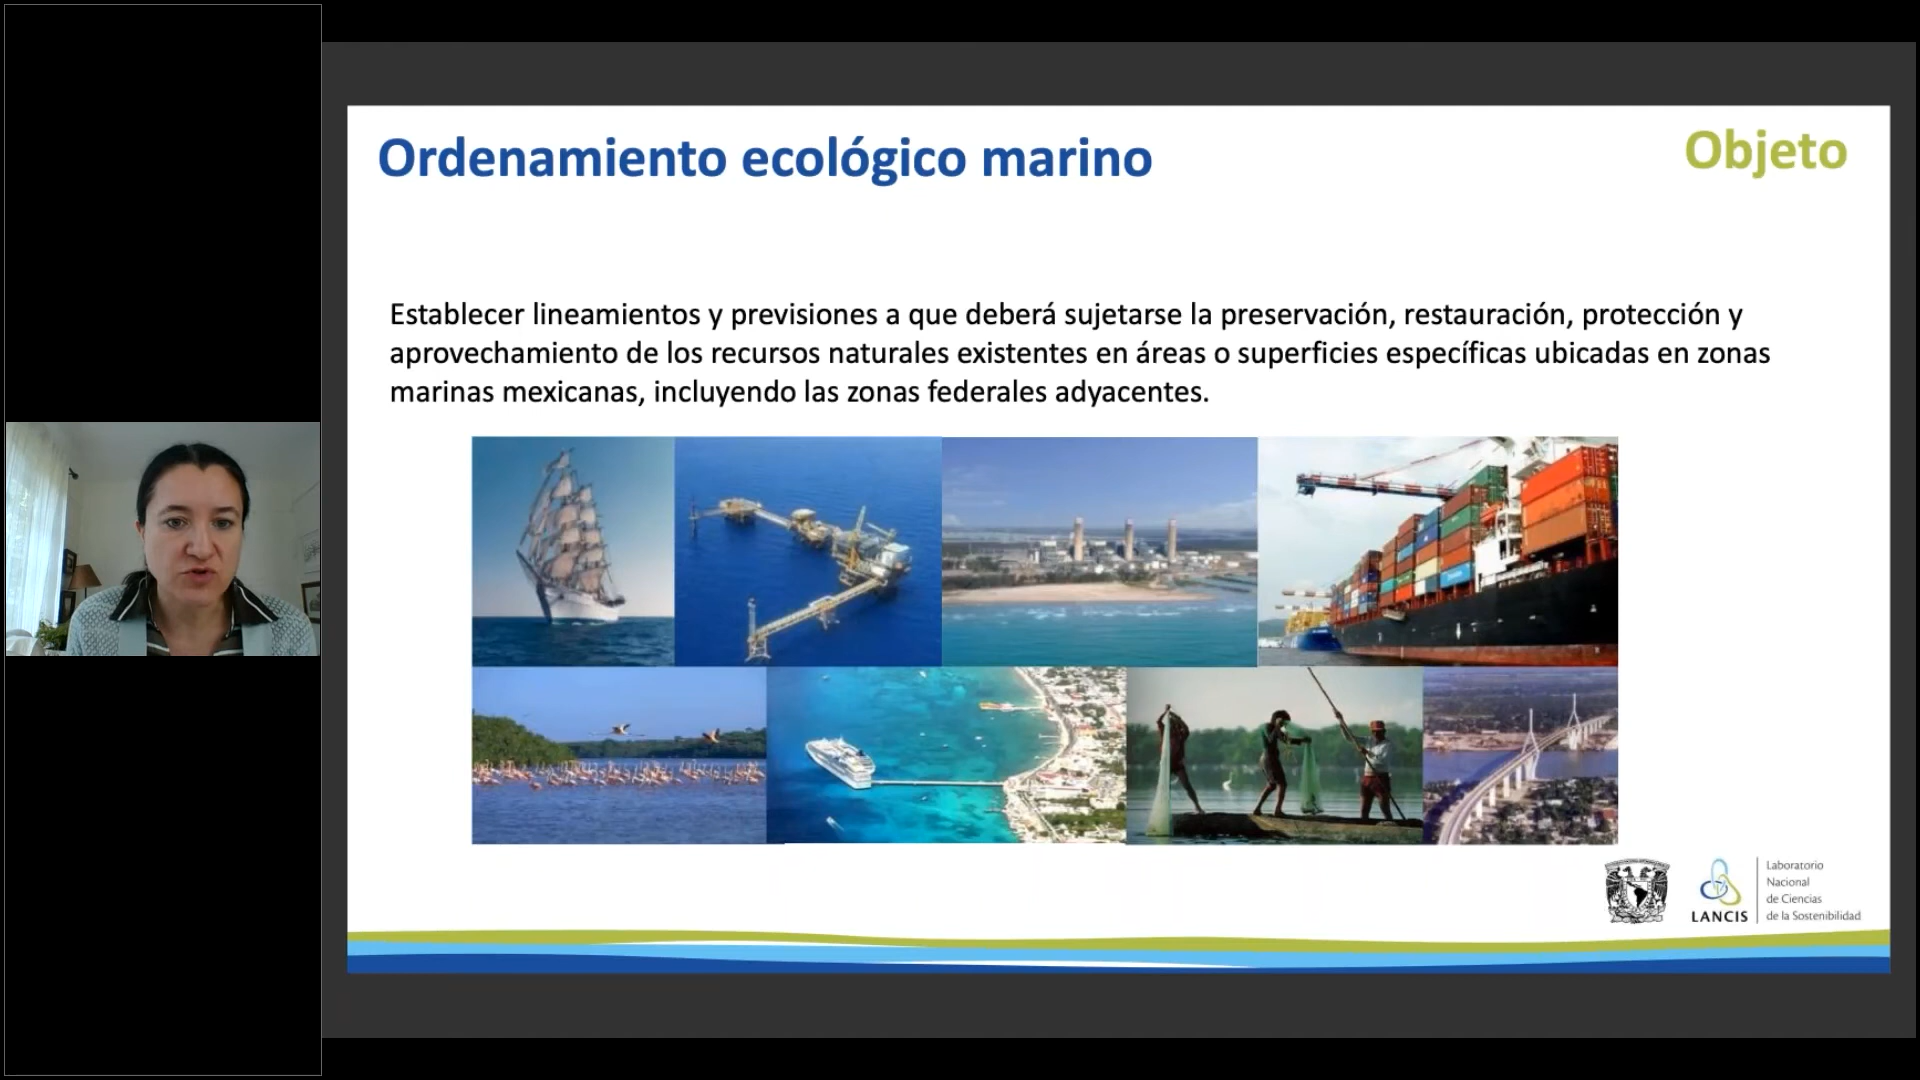 Ordenamiento ecológico marino
Objeto
Establecer lineamientos y previsiones a que deberá sujetarse la preservación, restauración, protección y
aprovechamiento de los recursos naturales existentes en áreas o superficies específicas ubicadas en zonas
marinas mexicanas, incluyendo las zonas federales adyacentes.
LANCIS
Laboratorio
Nacional
de Ciencias
de la Sostenibilidad